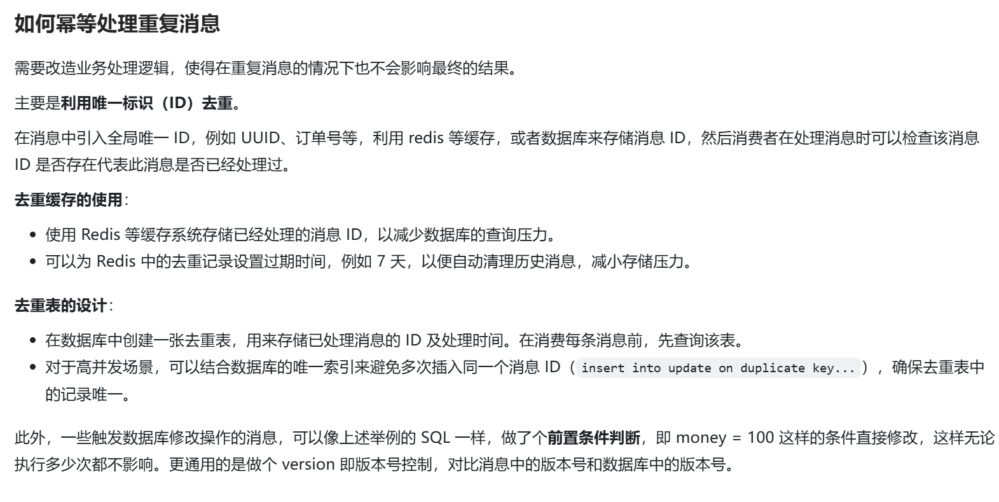 如何幂等处理重复消息
需要改造业务处理逻辑，使得在重复消息的情况下也不会影响最终的结果。
主要是利用唯一标识（ID）去重。
在消息中引入全局唯一 ID，例如 UUID、订单号等，利用 redis 等缓存，或者数据库来存储消息 ID，然后消费者在处理消息时可以检查该消息
ID 是否存在代表此消息是否已经处理过。
去重缓存的使用：
• 使用 Redis 等缓存系统存储已经处理的消息 ID，以减少数据库的查询压力。
• 可以为 Redis 中的去重记录设置过期时间，例如 7 天，以便自动清理历史消息，减小存储压力。
去重表的设计：
• 在数据库中创建一张去重表，用来存储已处理消息的 ID 及处理时间。在消费每条消息前，先查询该表。
• 对于高并发场景，可以结合数据库的唯一索引来避免多次插入同一个消息 ID（insert into update on duplicate key...），确保去重表中
的记录唯一。
此外，一些触发数据库修改操作的消息，可以像上述举例的 SQL 一样，做了个前置条件判断，即 money = 100 这样的条件直接修改，这样无论
执行多少次都不影响。更通用的是做个 version 即版本号控制，对比消息中的版本号和数据库中的版本号。